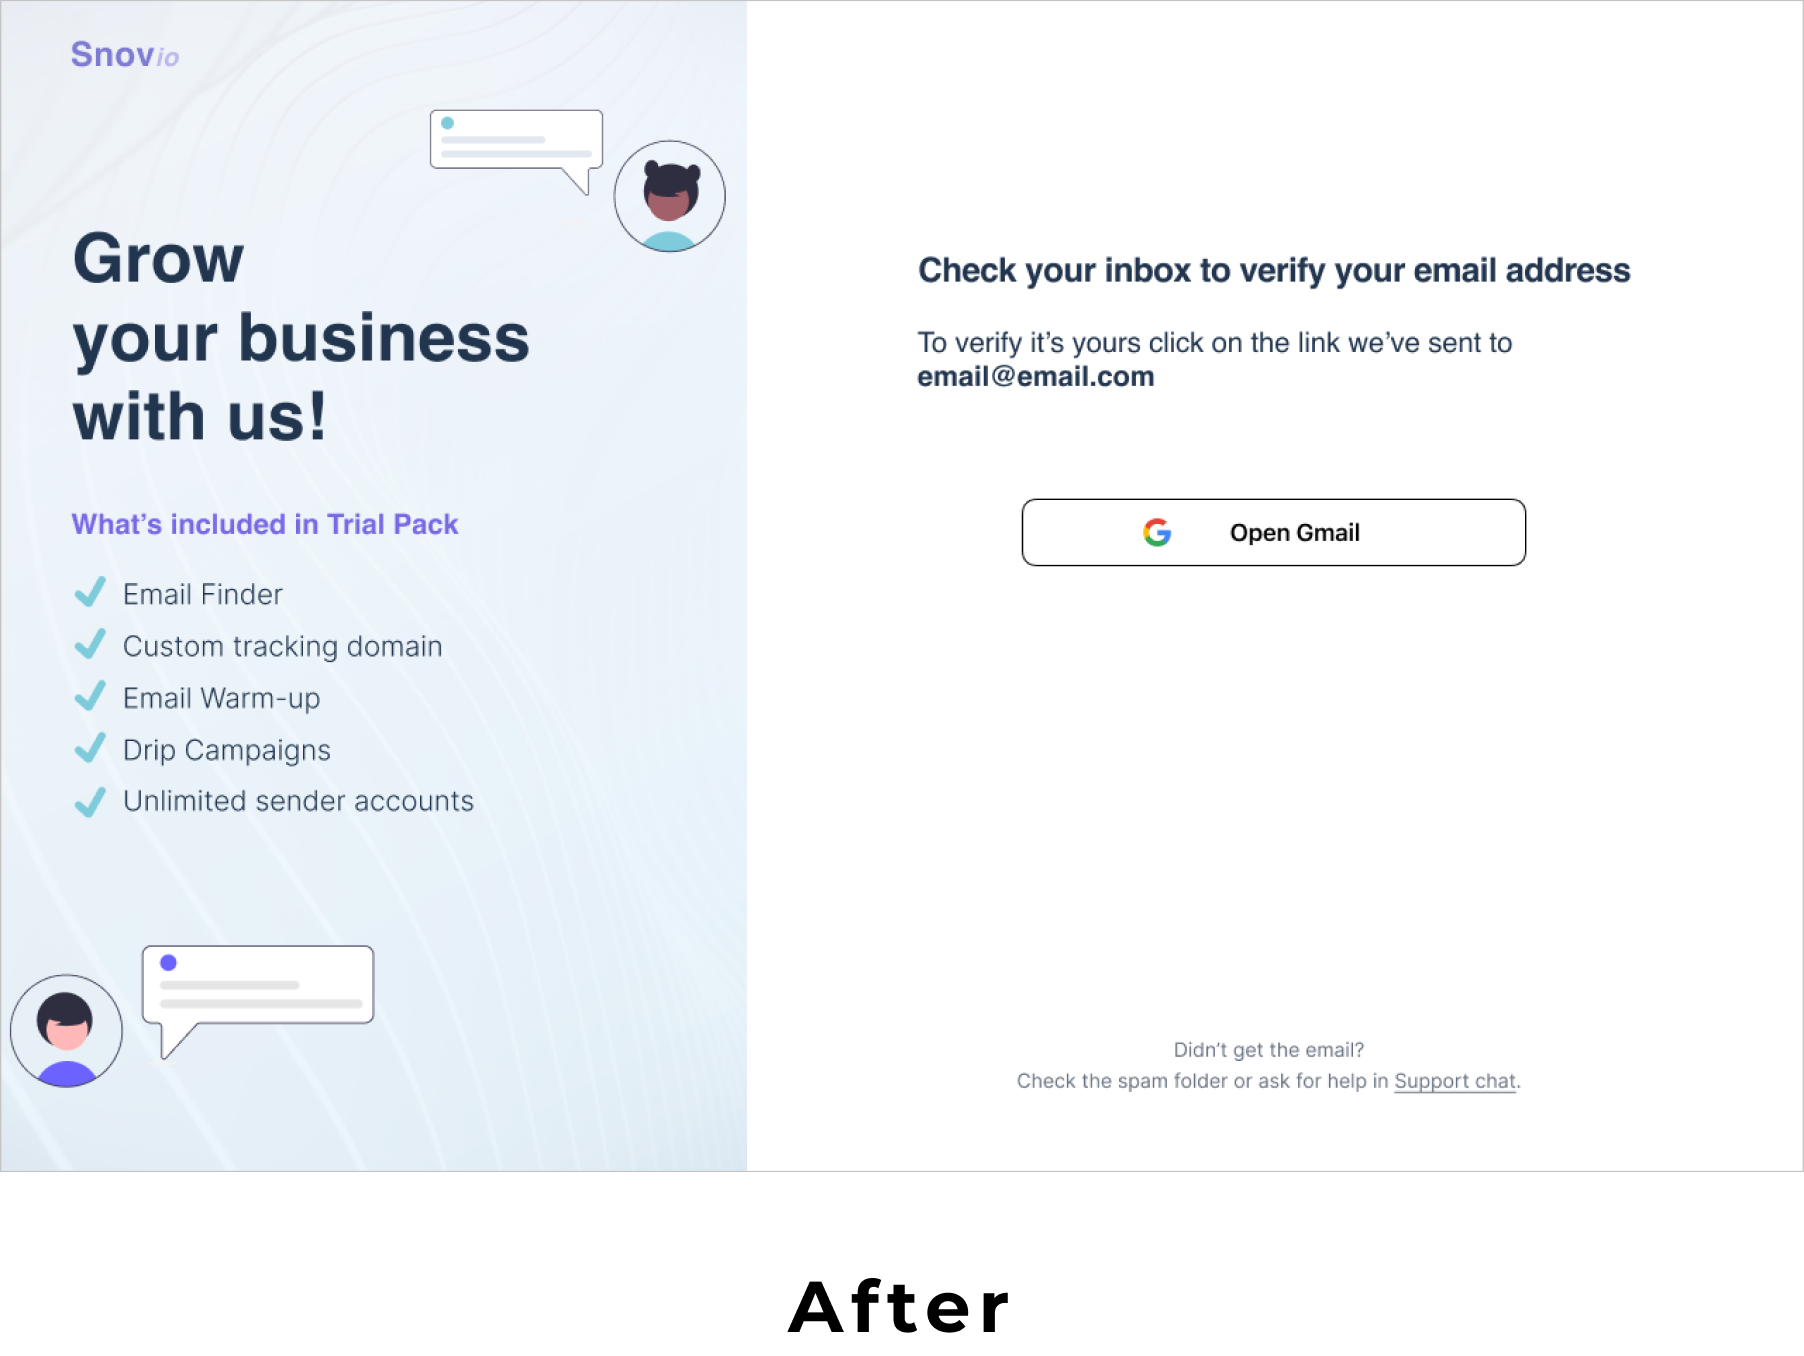 Snovio
Grow
your business
with us!
What's included in Trial Pack
Email Finder
Custom tracking domain
Email Warm-up
Drip Campaigns
Unlimited sender accounts
Check your inbox to verify your email address
To verify it's yours click on the link we've sent to
email@email.com
Open Gmail
Didn't get the email?
Check the spam folder or ask for help in Support chat.
After